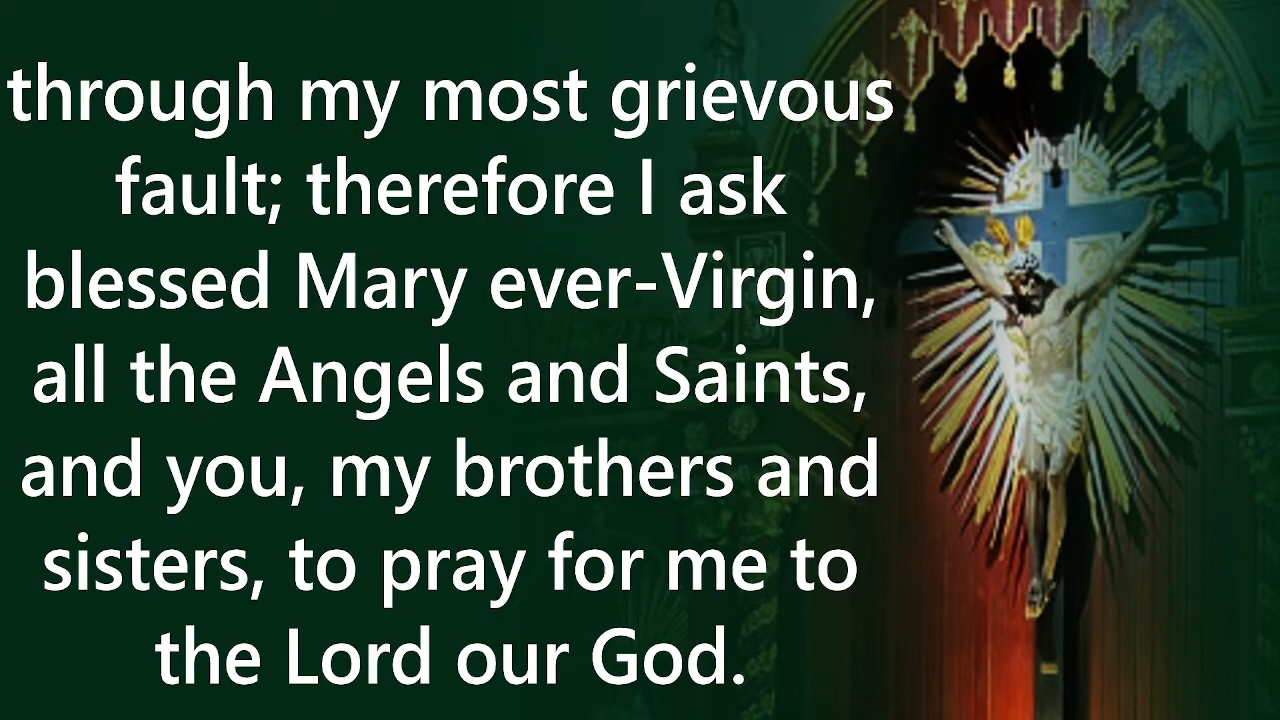 through my most grievous
fault; therefore I ask
blessed Mary ever-Virgin,
all the Angels and Saints,
and you, my brothers and
sisters, to pray for me to
the Lord our God.